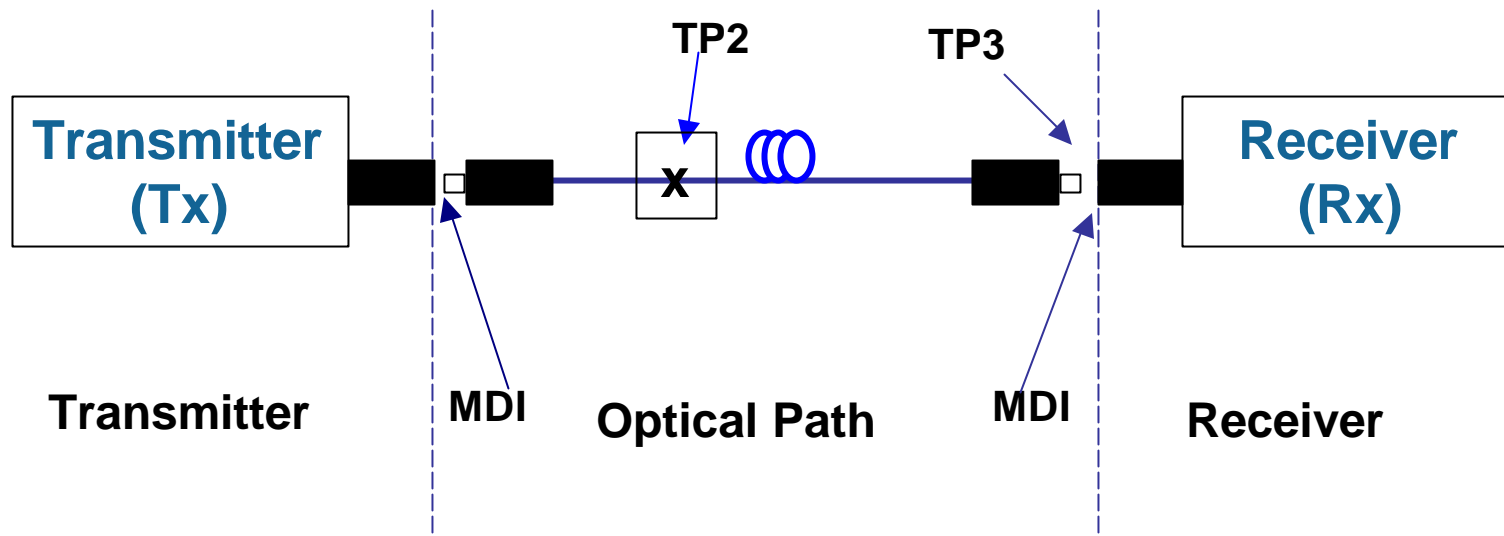 TP2
TP3
Transmitter
(Tx)
x
Receiver
(Rx)
Transmitter
MDI
Optical Path
MDI
Receiver